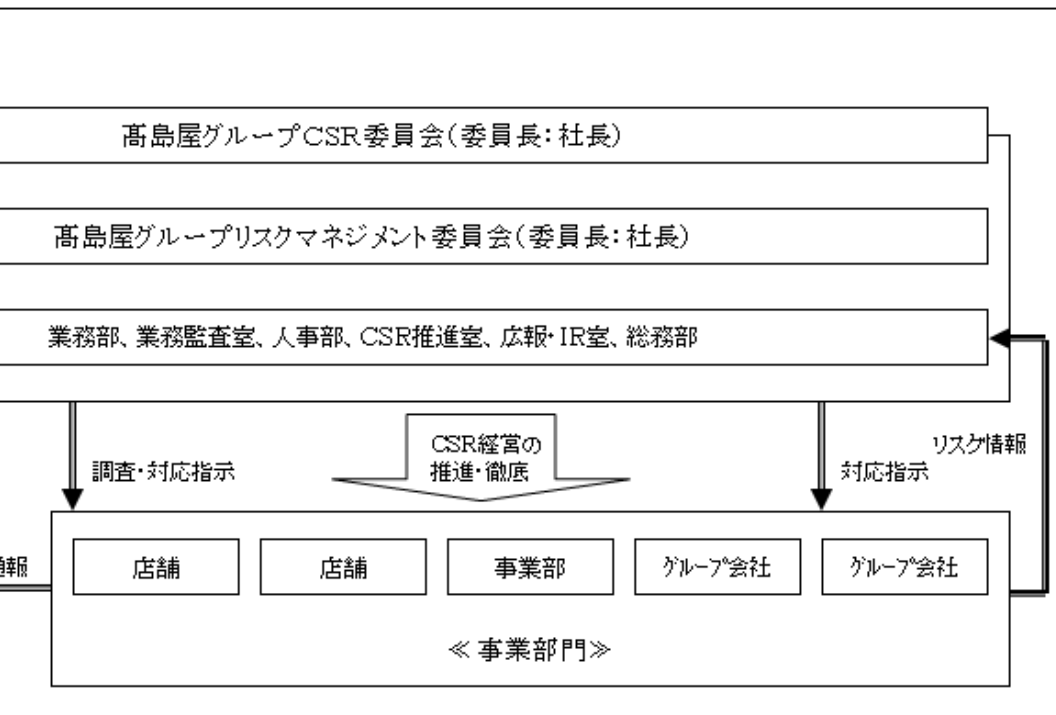 髙島屋グループCSR委員会(委員長:社長)
髙島屋グループリスクマネジメント委員会(委員長:社長)
業務部、業務監査室、人事部、CSR推進室、広報・IR室、総務部
CSR経営の
推進・徹底
リスク情報
調査・対応指示
対応指示
報
店舗
店舗
事業部
グループ会社
グループ会社
≪事業部門≫